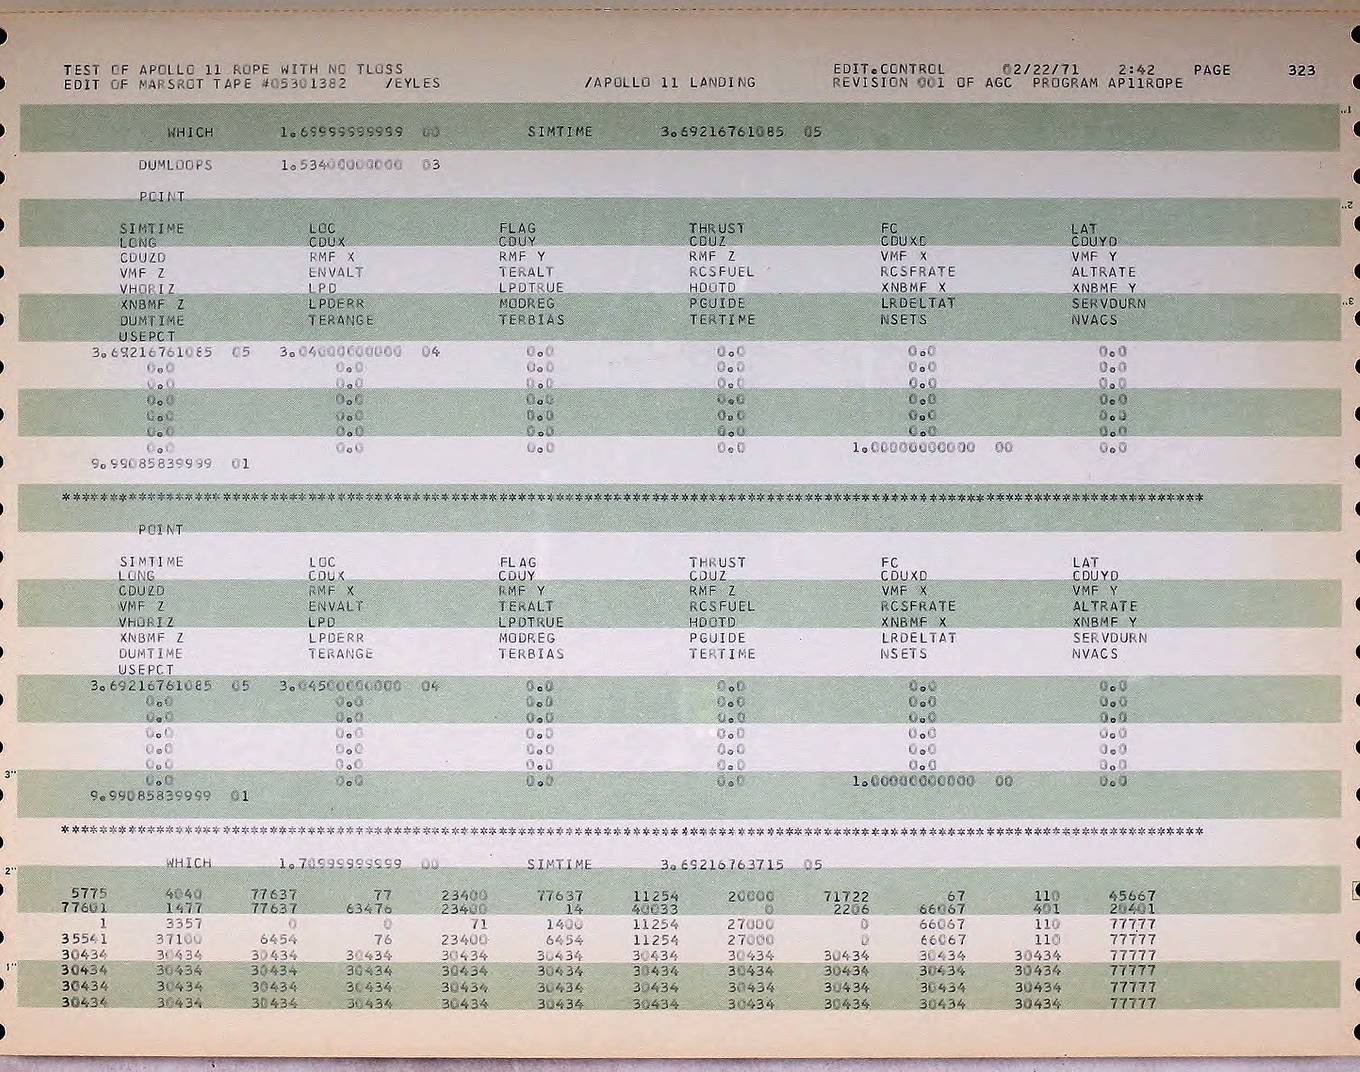 TEST OF APOLLO 11 ROPE WITH NO TLOSS EDIT.CONTROL 02/22/71 2:42 PAGE 323
EDIT OF MARSROT TAPE #05301382 /EYLES /APOLLO 11 LANDING REVISION 001 OF AGC PROGRAM AP11ROPE
WHICH 1.69999999999 00 SIMTIME 3.69216761085 05
DUMLOOPS 1.53400000000 03
POINT
SIMTIME LOC FLAG THRUST FC LAT
LONG CDUX CDUY CDUZ CDUXD CDUYD
CDUZD RMF X RMF Y RMF Z VMF X VMF Y
VMF Z ENVALT TERALT RCSFUEL RCSFRATE ALTRATE
VHORIZ LPD LPDTRUE HDOTD XNBMF X XNBMF Y
XNBMF Z LPDERR MODREG PGUIDE LRDELTAT SERVDURN
DUMTIME TERANGE TERBIAS TERTIME NSETS NVACS
USEPCT
3.69216761085 05 3.04000000000 04 0.0 0.0 0.0 0.0
0.0 0.0 0.0 0.0 0.0 0.0
0.0 0.0 0.0 0.0 0.0 0.0
0.0 0.0 0.0 0.0 0.0 0.0
0.0 0.0 0.0 0.0 0.0 0.0
0.0 0.0 0.0 0.0 0.0 0.0
0.0 0.0 0.0 0.0 1.00000000000 00 0.0
9.99085839999 01
************************************************************************************************************************
POINT
SIMTIME LOC FLAG THRUST FC LAT
LONG CDUX CDUY CDUZ CDUXD CDUYD
CDUZD RMF X RMF Y RMF Z VMF X VMF Y
VMF Z ENVALT TERALT RCSFUEL RCSFRATE ALTRATE
VHORIZ LPD LPDTRUE HDOTD XNBMF X XNBMF Y
XNBMF Z LPDERR MODREG PGUIDE LRDELTAT SERVDURN
DUMTIME TERANGE TERBIAS TERTIME NSETS NVACS
USEPCT
3.69216761085 05 3.04500000000 04 0.0 0.0 0.0 0.0
0.0 0.0 0.0 0.0 0.0 0.0
0.0 0.0 0.0 0.0 0.0 0.0
0.0 0.0 0.0 0.0 0.0 0.0
0.0 0.0 0.0 0.0 0.0 0.0
0.0 0.0 0.0 0.0 0.0 0.0
0.0 0.0 0.0 0.0 1.00000000000 00 0.0
9.99085839999 01
************************************************************************************************************************
WHICH 1.70999999999 00 SIMTIME 3.69216763715 05
5775 4040 77637 77 23400 77637 11254 20000 71722 67 110 45667
77601 1477 77637 63476 23400 14 40033 0 2206 66067 401 20401
1 3357 0 0 71 1400 11254 27000 0 66067 110 77777
35541 37100 6454 76 23400 6454 11254 27000 0 66067 110 77777
30434 30434 30434 30434 30434 30434 30434 30434 30434 30434 30434 77777
30434 30434 30434 30434 30434 30434 30434 30434 30434 30434 30434 77777
30434 30434 30434 30434 30434 30434 30434 30434 30434 30434 30434 77777
30434 30434 30434 30434 30434 30434 30434 30434 30434 30434 30434 77777
3"
2"
1"
1"
2"
3"